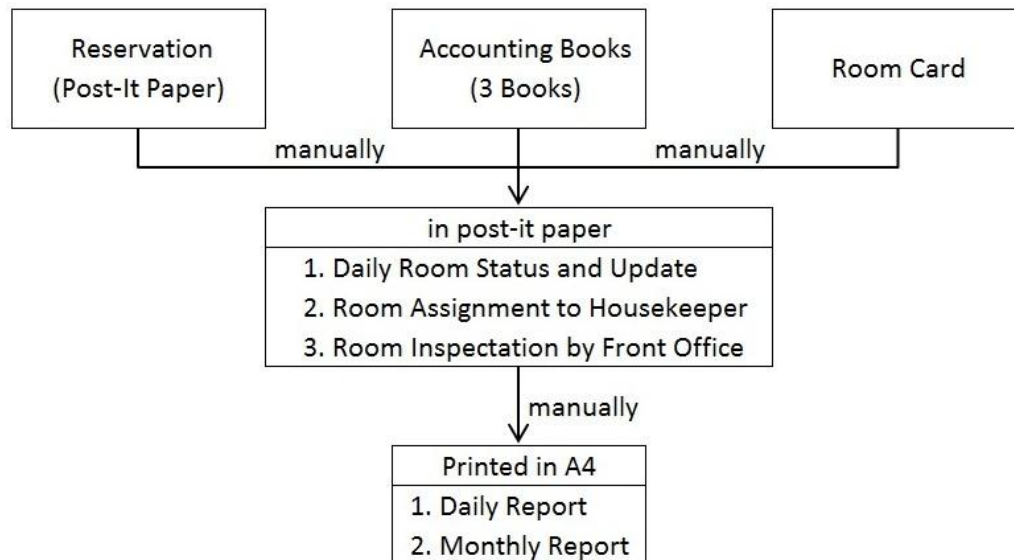 Reservation
(Post-It Paper)
Accounting Books
(3 Books)
Room Card
manually
manually
in post-it paper
1. Daily Room Status and Update
2. Room Assignment to Housekeeper
3. Room Inspectation by Front Office
manually
Printed in A4
1. Daily Report
2. Monthly Report